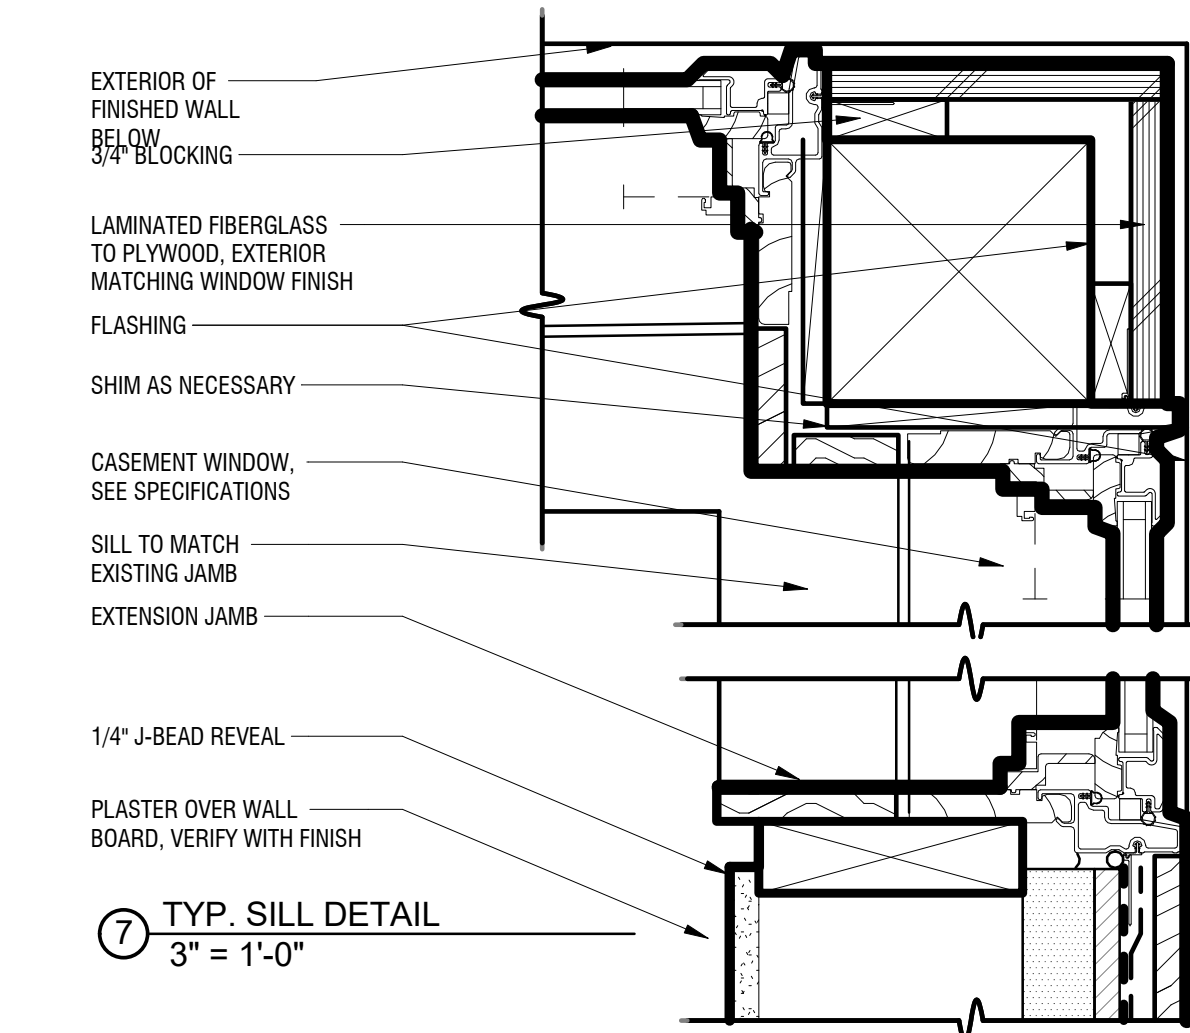 EXTERIOR OF
FINISHED WALL
BELOW
3/4" BLOCKING
LAMINATED FIBERGLASS
TO PLYWOOD, EXTERIOR
MATCHING WINDOW FINISH
FLASHING
SHIM AS NECESSARY
CASEMENT WINDOW,
SEE SPECIFICATIONS
SILL TO MATCH
EXISTING JAMB
EXTENSION JAMB
1/4" J-BEAD REVEAL
PLASTER OVER WALL
BOARD, VERIFY WITH FINISH
7 TYP. SILL DETAIL
3" = 1'-0"